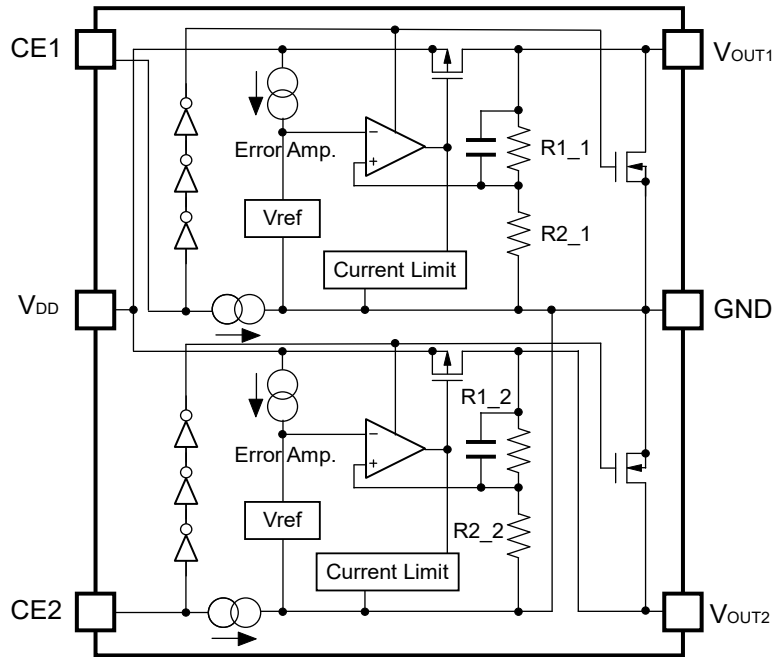 CE1
VOUT1
Error Amp.
−
+
R1_1
Vref
R2_1
Current Limit
VDD
GND
R1_2
Error Amp.
−
+
Vref
R2_2
Current Limit
CE2
VOUT2